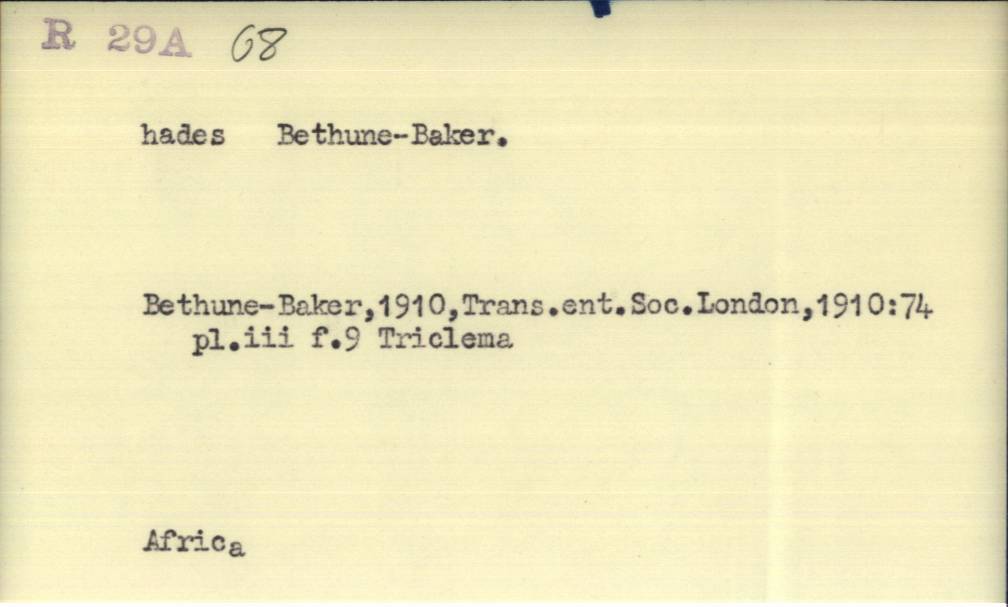 R 29A 68
hades Bethune-Baker.
Bethune-Baker,1910,Trans.ent.Soc.London,1910:74
pl.iii f.9 Triclema
Africa